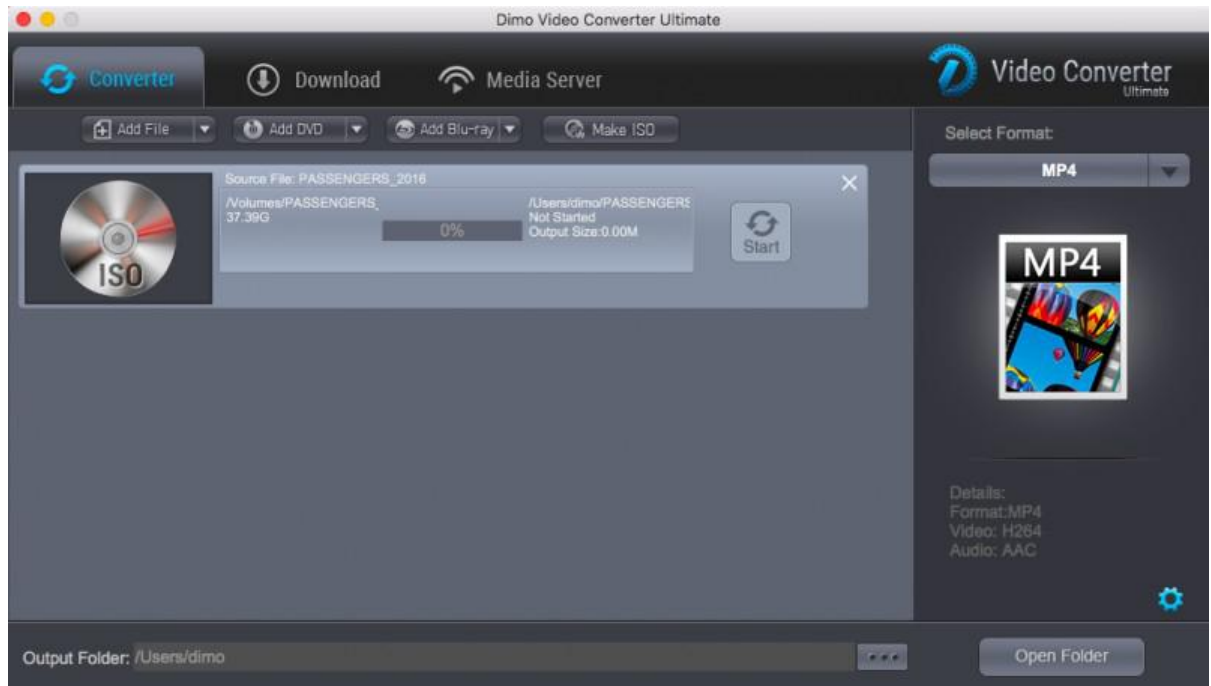 Dimo Video Converter Ultimate
Converter
Download
Media Server
Video Converter
Ultimate
Add File
Add DVD
Add Blu-ray
Make ISO
Select Format:
MP4
Source File: PASSENGERS_2016
/Volumes/PASSENGERS_
37.39G
0%
/Users/dimo/PASSENGERS
Not Started
Output Size:0.00M
Start
ISO
MP4
Details:
Format:MP4
Video: H264
Audio: AAC
Output Folder: /Users/dimo
Open Folder